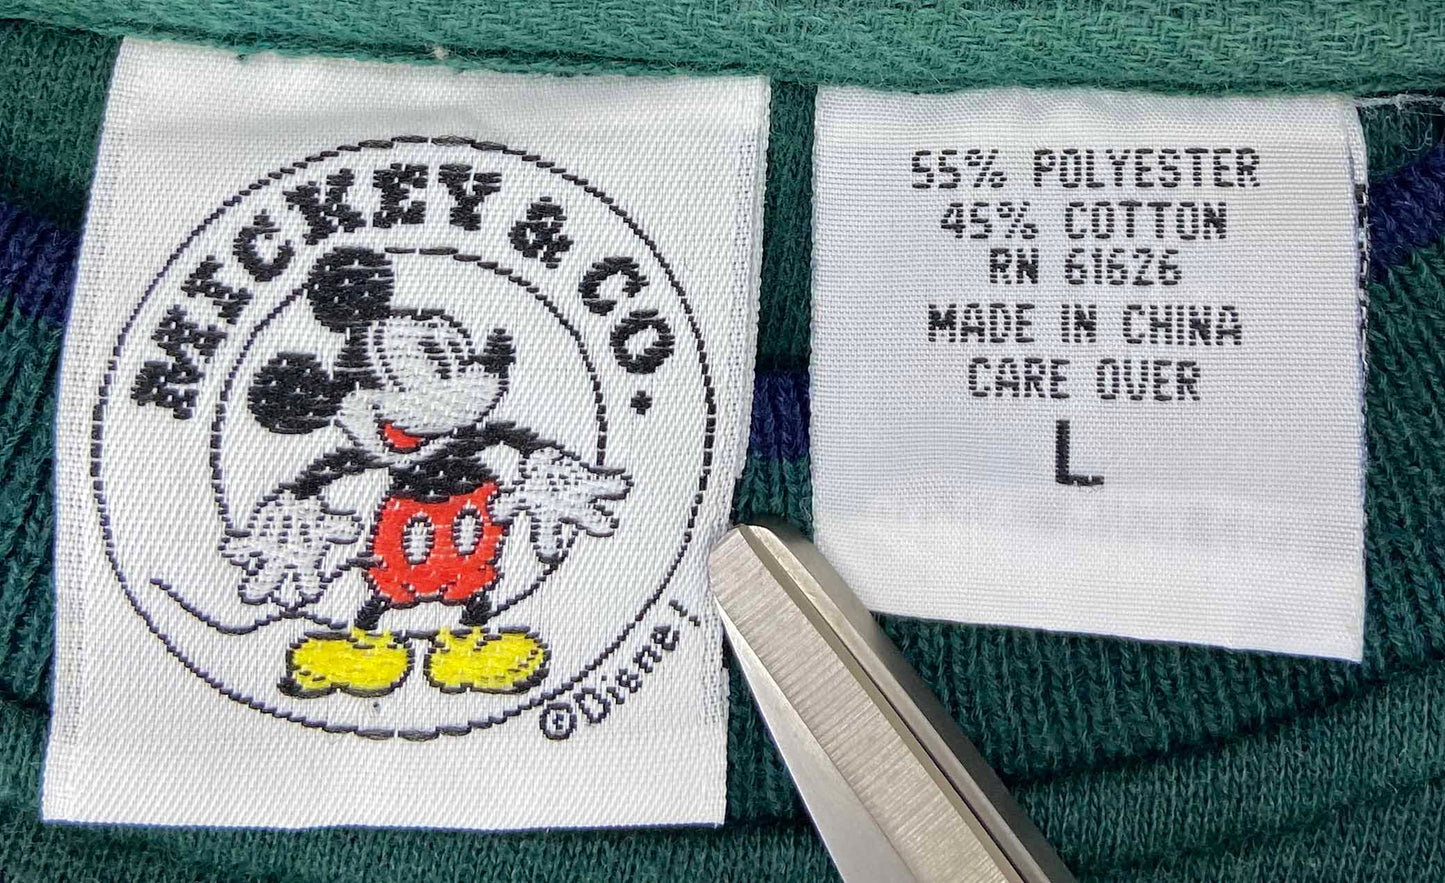 MICKEY & CO.
©Disney
55% POLYESTER
45% COTTON
RN 61626
MADE IN CHINA
CARE OVER
L